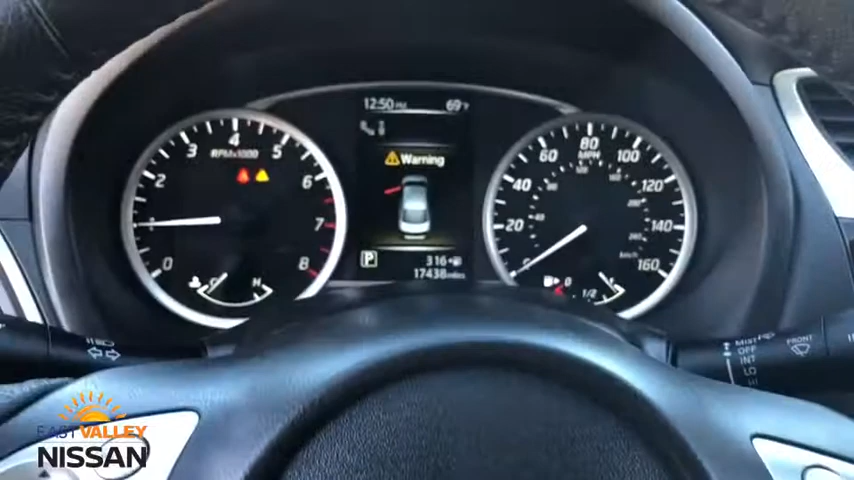 12:50 PM 69°F
Warning
P
316
17438 miles
RPMX1000
0
2
3
4
5
6
7
8
C H
MPH
20
40
60
80
100
120
140
160
km/h
0 1/2
MIST
OFF
INT
LO
HI
FRONT
EAST VALLEY
NISSAN